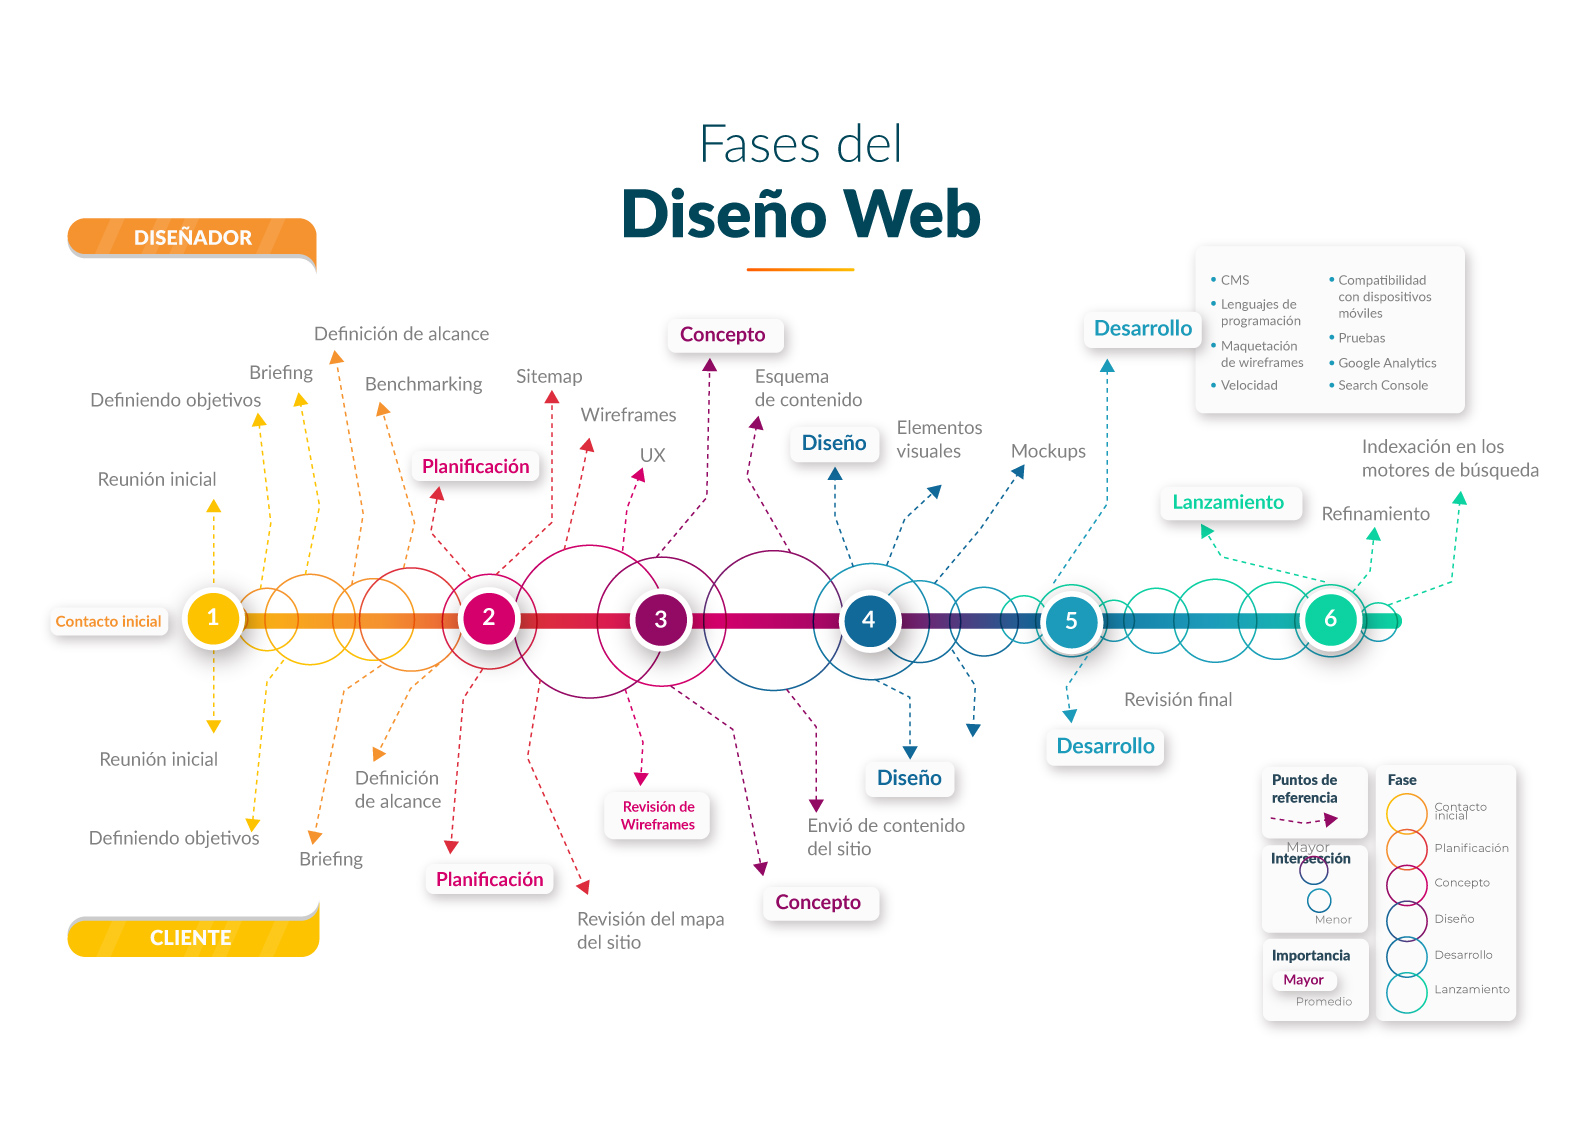 Fases del
Diseño Web
DISEÑADOR
Definición de alcance
Briefing
Benchmarking
Definiendo objetivos
Reunión inicial
Planificación
Sitemap
Wireframes
UX
Concepto
Esquema
de contenido
Diseño
Elementos
visuales
Mockups
Desarrollo
CMS
Lenguajes de
programación
Maquetación
de wireframes
Velocidad
Compatibilidad
con dispositivos
móviles
Pruebas
Google Analytics
Search Console
Indexación en los
motores de búsqueda
Lanzamiento
Refinamiento
Contacto inicial
1
2
3
4
5
6
Reunión inicial
Definiendo objetivos
Definición
de alcance
Briefing
Planificación
Revisión de
Wireframes
Revisión del mapa
del sitio
Concepto
Envió de contenido
del sitio
Diseño
Desarrollo
Revisión final
CLIENTE
Puntos de
referencia
Mayor
Intersección
Menor
Importancia
Mayor
Promedio
Fase
Contacto
inicial
Planificación
Concepto
Diseño
Desarrollo
Lanzamiento